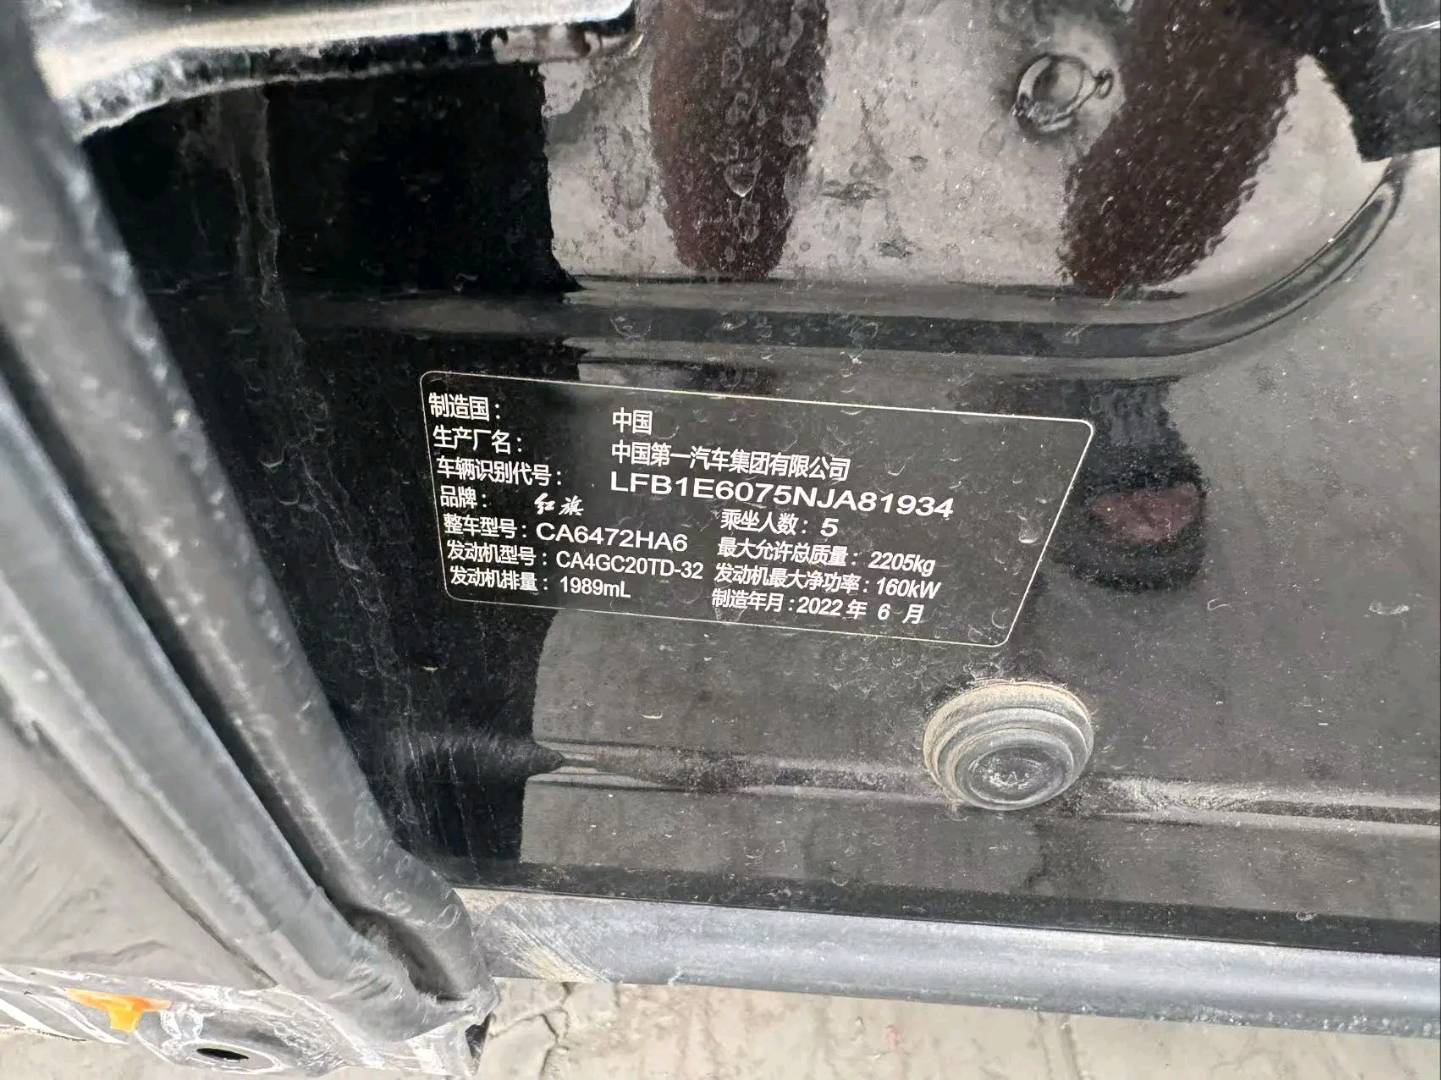 制造国： 中国
生产厂名： 中国第一汽车集团有限公司
车辆识别代号： LFB1E6075NJA81934
品牌： 红旗 乘坐人数：5
整车型号：CA6472HA6 最大允许总质量：2205kg
发动机型号：CA4GC20TD-32 发动机最大净功率：160kW
发动机排量：1989mL 制造年月：2022 年 6 月